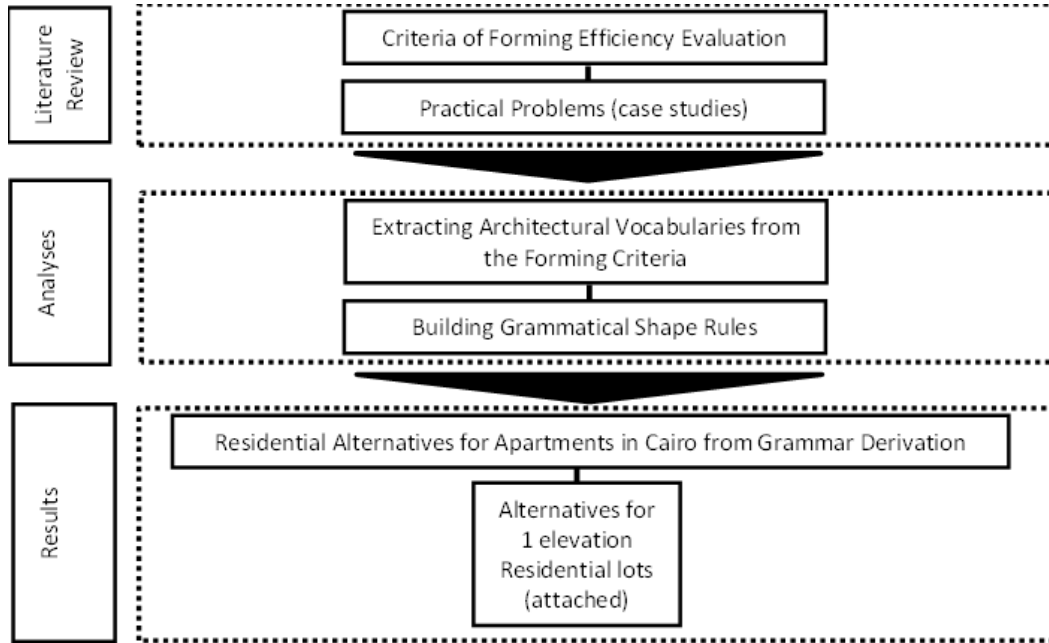 Literature
Review
Criteria of Forming Efficiency Evaluation
Practical Problems (case studies)
Analyses
Extracting Architectural Vocabularies from
the Forming Criteria
Building Grammatical Shape Rules
Results
Residential Alternatives for Apartments in Cairo from Grammar Derivation
Alternatives for
1 elevation
Residential lots
(attached)